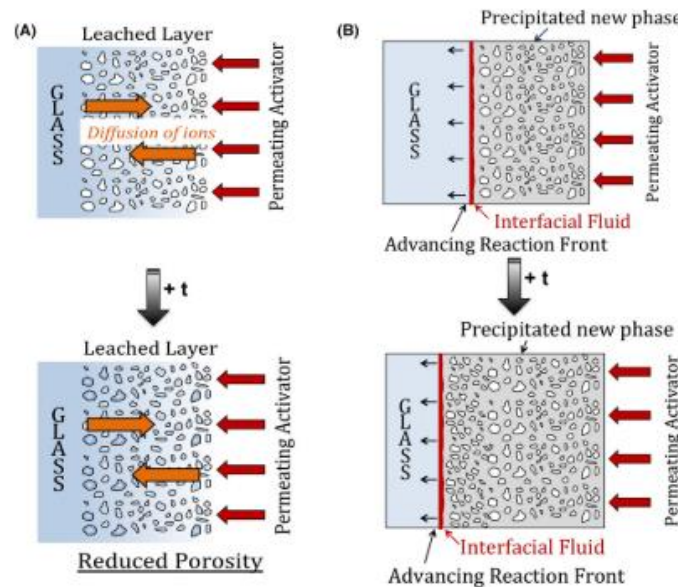 (A)
Leached Layer
GLASS
Diffusion of ions
Permeating Activator
+ t
Leached Layer
GLASS
Permeating Activator
Reduced Porosity
(B)
Precipitated new phase
GLASS
Permeating Activator
Interfacial Fluid
Advancing Reaction Front
+ t
Precipitated new phase
GLASS
Permeating Activator
Interfacial Fluid
Advancing Reaction Front